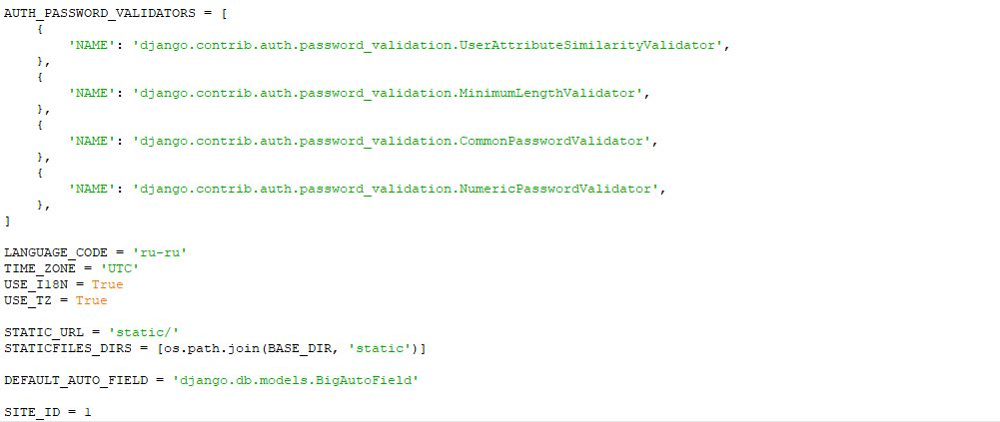 AUTH_PASSWORD_VALIDATORS = [
    {
        'NAME': 'django.contrib.auth.password_validation.UserAttributeSimilarityValidator',
    },
    {
        'NAME': 'django.contrib.auth.password_validation.MinimumLengthValidator',
    },
    {
        'NAME': 'django.contrib.auth.password_validation.CommonPasswordValidator',
    },
    {
        'NAME': 'django.contrib.auth.password_validation.NumericPasswordValidator',
    },
]

LANGUAGE_CODE = 'ru-ru'
TIME_ZONE = 'UTC'
USE_I18N = True
USE_TZ = True

STATIC_URL = 'static/'
STATICFILES_DIRS = [os.path.join(BASE_DIR, 'static')]

DEFAULT_AUTO_FIELD = 'django.db.models.BigAutoField'

SITE_ID = 1